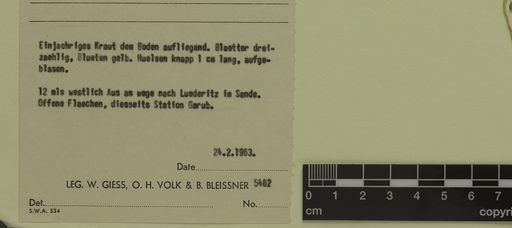 Einjaehriges Kraut dem Boden aufliegend. Blaetter drei-
zaehlig, Blueten gelb. Huelsen knapp 1 cm lang, aufge-
blasen.
12 mls westlich Aus am wege nach Luederitz im Sande.
Offene Flaechen, diesseits Station Garub.
24.2.1963.
Date
LEG. W. GIESS, O. H. VOLK & B. BLEISSNER 5462
Det. No.
S.W.A. 334
0 1 2 3 4 5 6 7
cm copyri